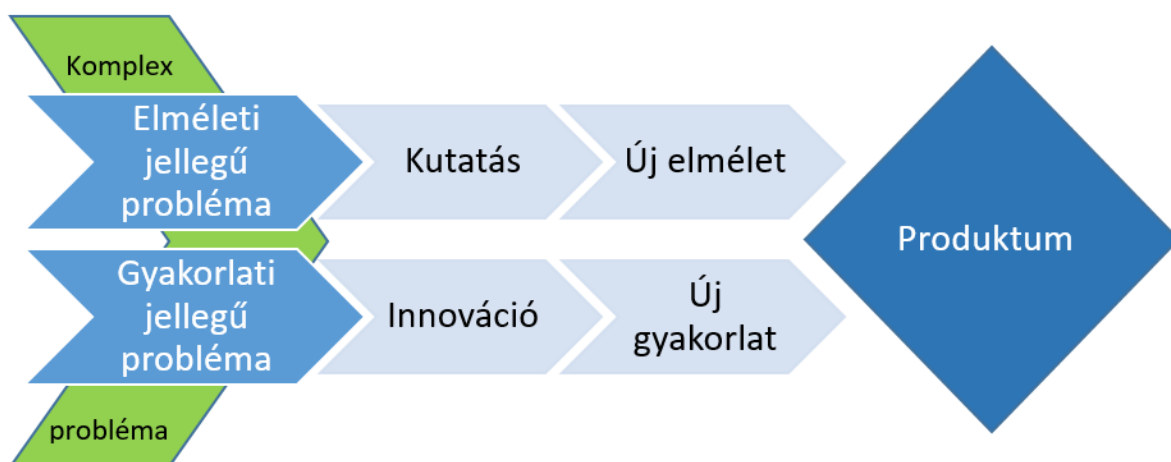 Komplex
Elméleti
jellegű
probléma
Kutatás
Új elmélet
Gyakorlati
jellegű
probléma
Innováció
Új
gyakorlat
Produktum
probléma